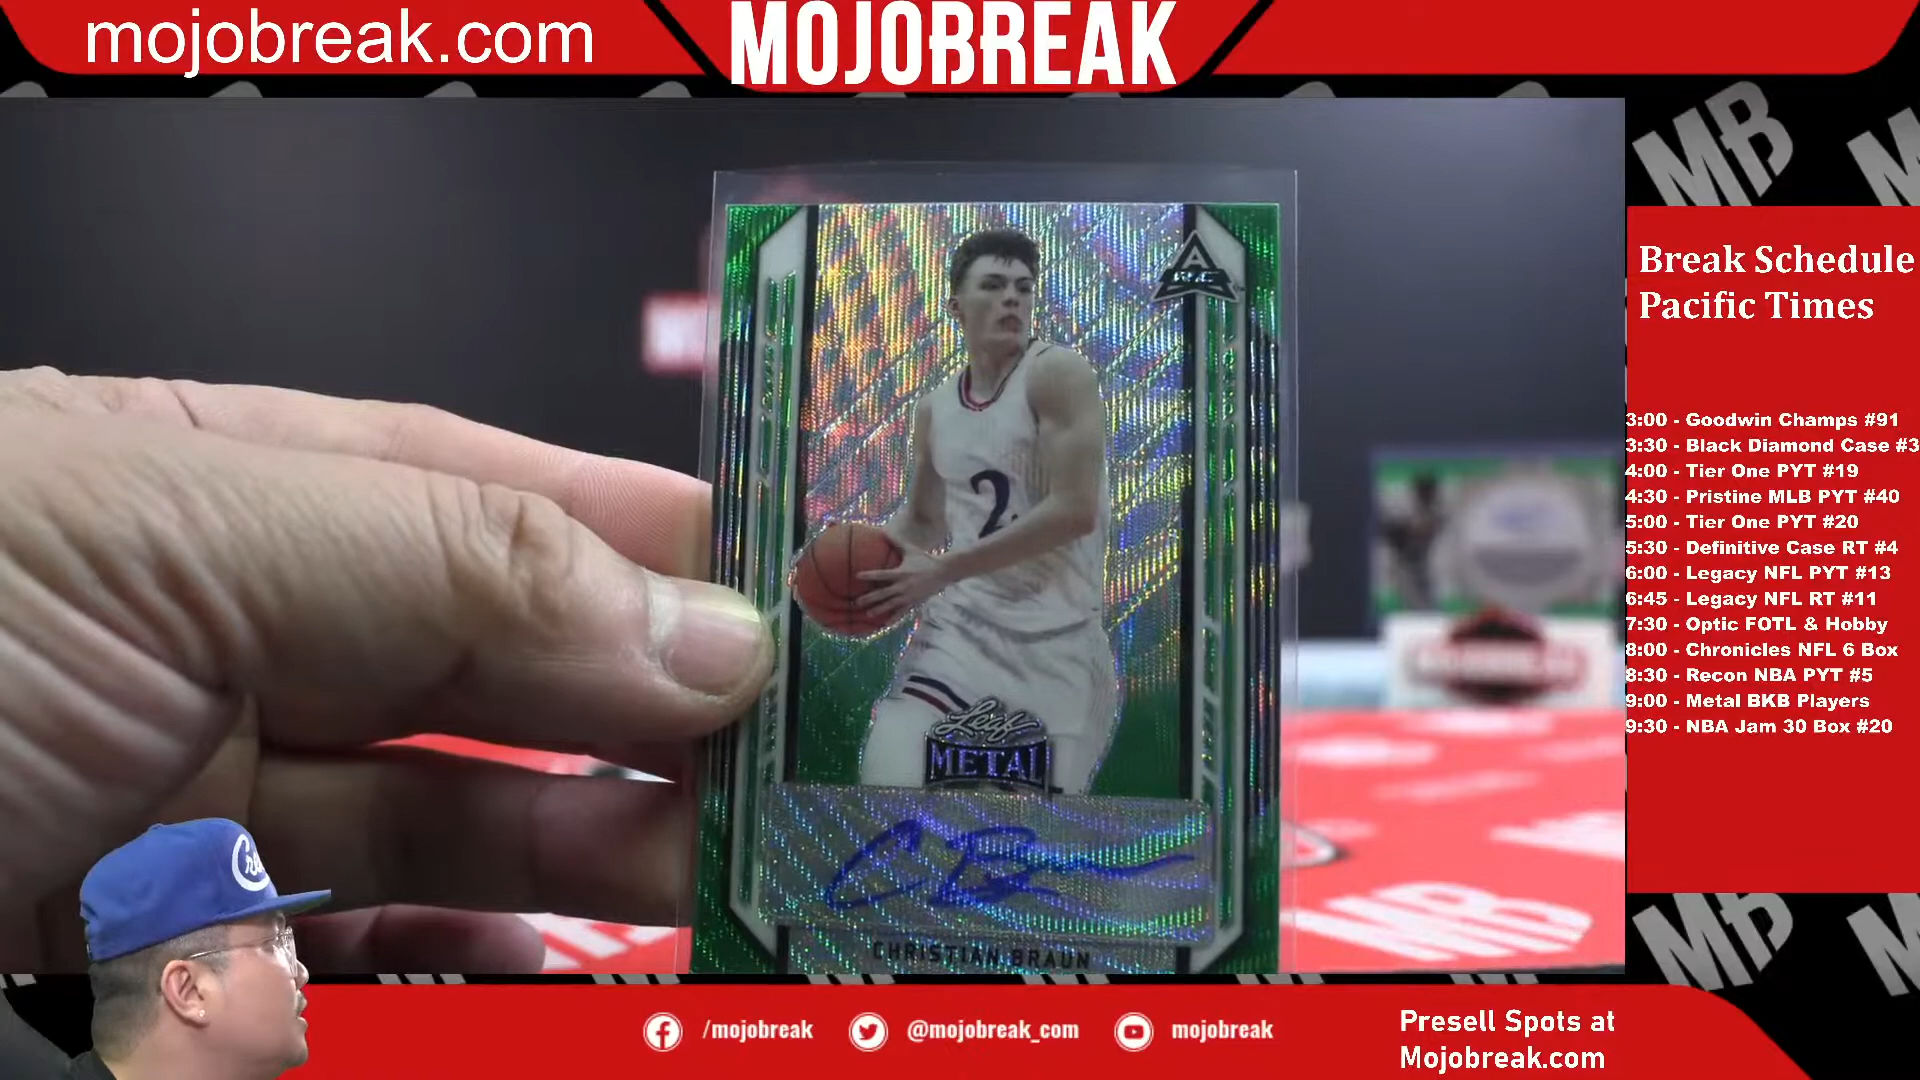 mojobreak.com
MOJOBREAK
Break Schedule
Pacific Times
3:00 - Goodwin Champs #91
3:30 - Black Diamond Case #3
4:00 - Tier One PYT #19
4:30 - Pristine MLB PYT #40
5:00 - Tier One PYT #20
5:30 - Definitive Case RT #4
6:00 - Legacy NFL PYT #13
6:45 - Legacy NFL RT #11
7:30 - Optic FOTL & Hobby
8:00 - Chronicles NFL 6 Box
8:30 - Recon NBA PYT #5
9:00 - Metal BKB Players
9:30 - NBA Jam 30 Box #20
2
Leaf
METAL
CHRISTIAN BRAUN
MB
/mojobreak
@mojobreak_com
mojobreak
Presell Spots at
Mojobreak.com